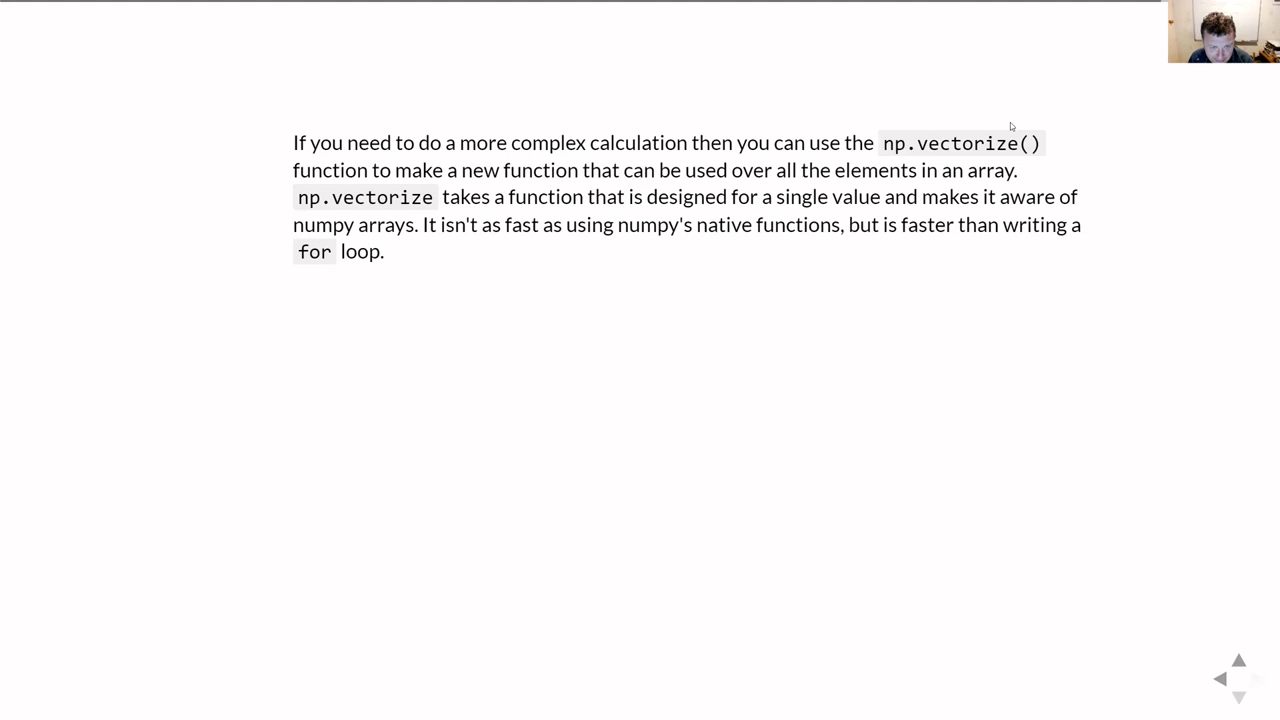 If you need to do a more complex calculation then you can use the np.vectorize()
function to make a new function that can be used over all the elements in an array.
np.vectorize takes a function that is designed for a single value and makes it aware of
numpy arrays. It isn't as fast as using numpy's native functions, but is faster than writing a
for loop.